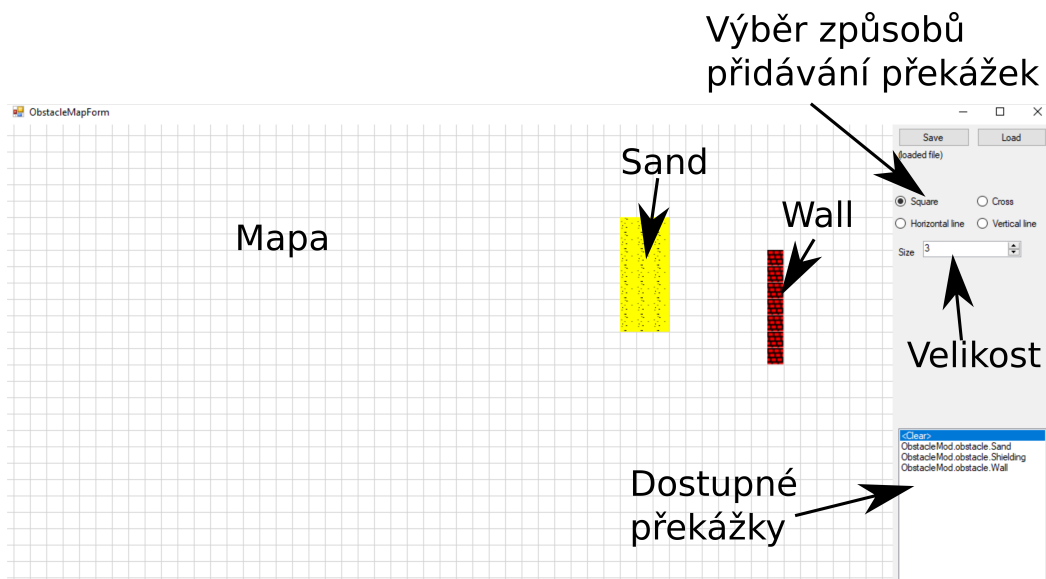 Výběr způsobů
přidávání překážek
ObstacleMapForm
Save Load
(loaded file)
Sand
Square Cross
Wall
Horizontal line Vertical line
Mapa
Size 3
Velikost
<Clear>
ObstacleMod.obstacle.Sand
ObstacleMod.obstacle.Shielding
ObstacleMod.obstacle.Wall
Dostupné
překážky